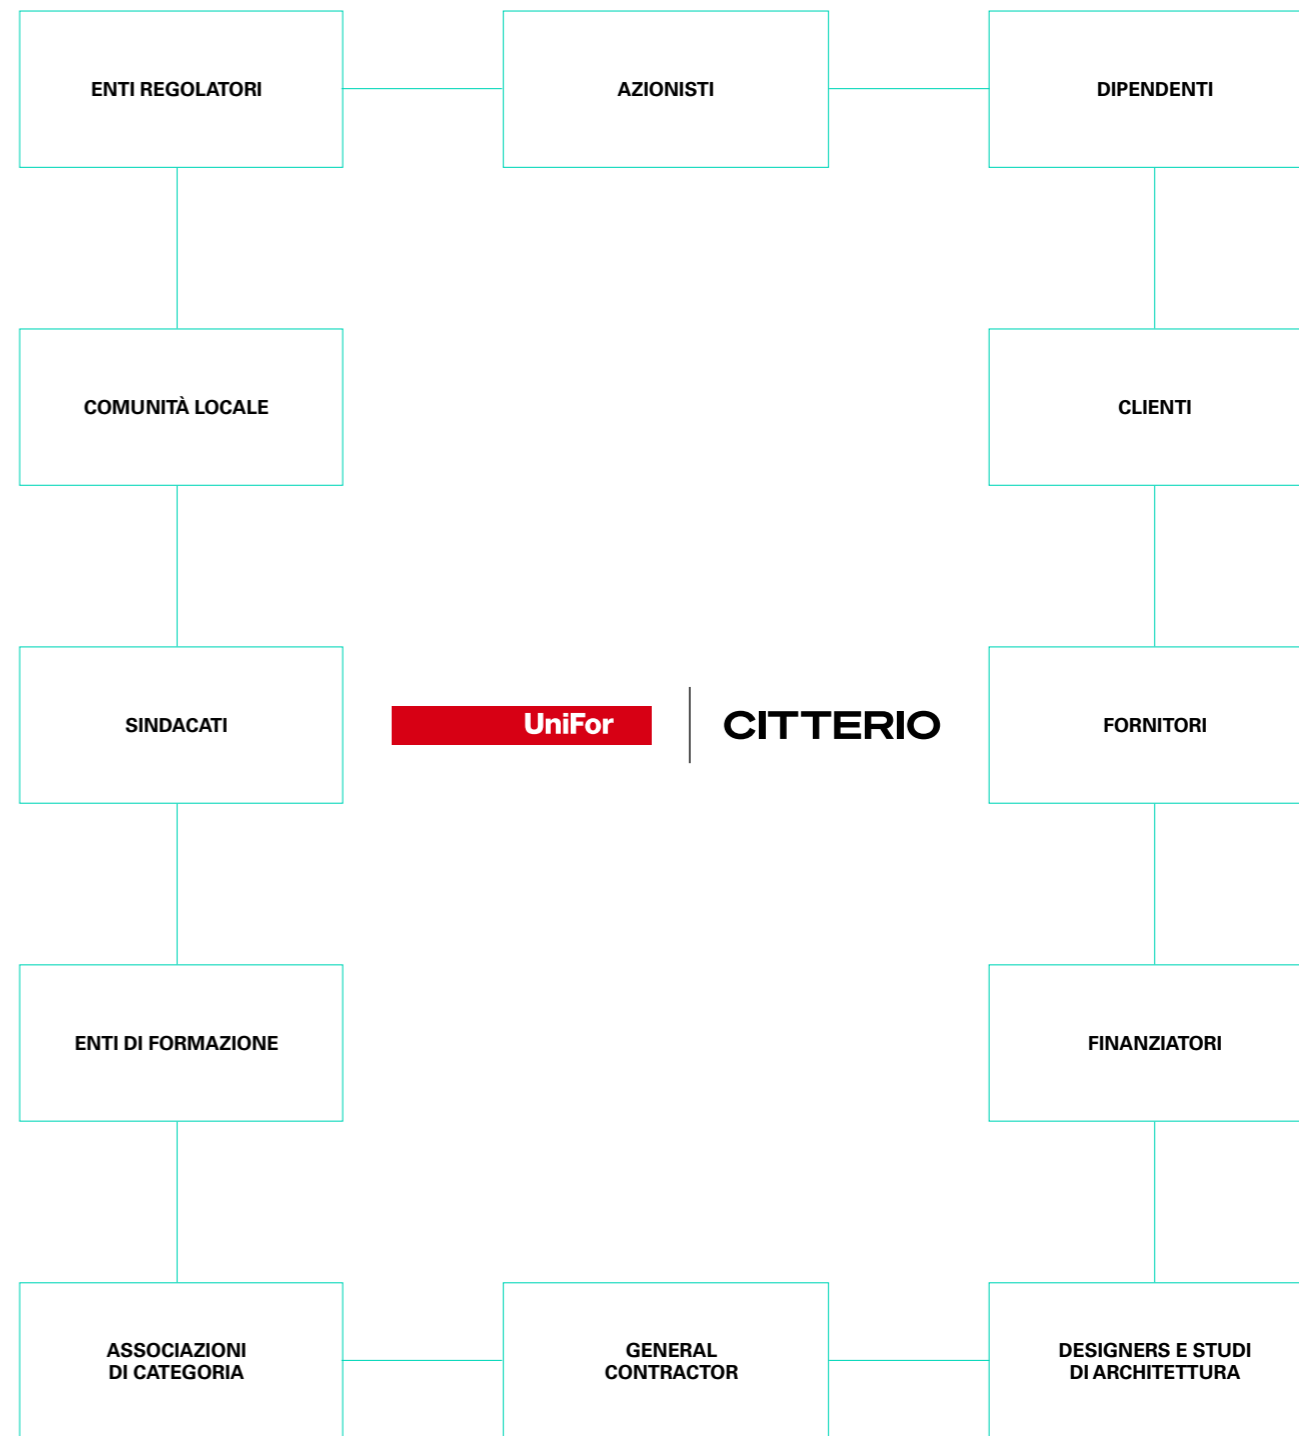 ENTI REGOLATORI
AZIONISTI
DIPENDENTI
COMUNITÀ LOCALE
CLIENTI
SINDACATI
UniFor
CITTERIO
FORNITORI
ENTI DI FORMAZIONE
FINANZIATORI
ASSOCIAZIONI
DI CATEGORIA
GENERAL
CONTRACTOR
DESIGNERS E STUDI
DI ARCHITETTURA